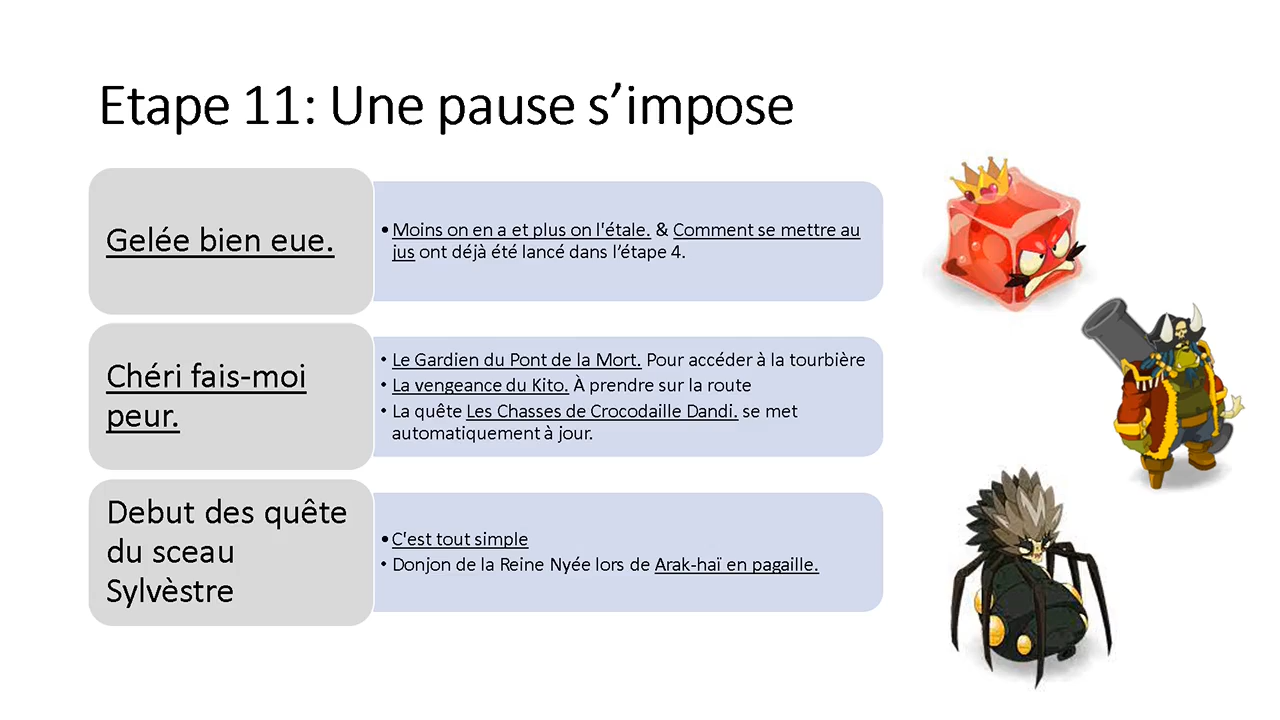 Etape 11: Une pause s’impose
Gelée bien eue.
•Moins on en a et plus on l'étale. & Comment se mettre au
jus ont déjà été lancé dans l’étape 4.
Chéri fais-moi
peur.
• Le Gardien du Pont de la Mort. Pour accéder à la tourbière
• La vengeance du Kito. À prendre sur la route
• La quête Les Chasses de Crocodaille Dandi. se met
automatiquement à jour.
Debut des quête
du sceau
Sylvèstre
•C'est tout simple
• Donjon de la Reine Nyée lors de Arak-haï en pagaille.